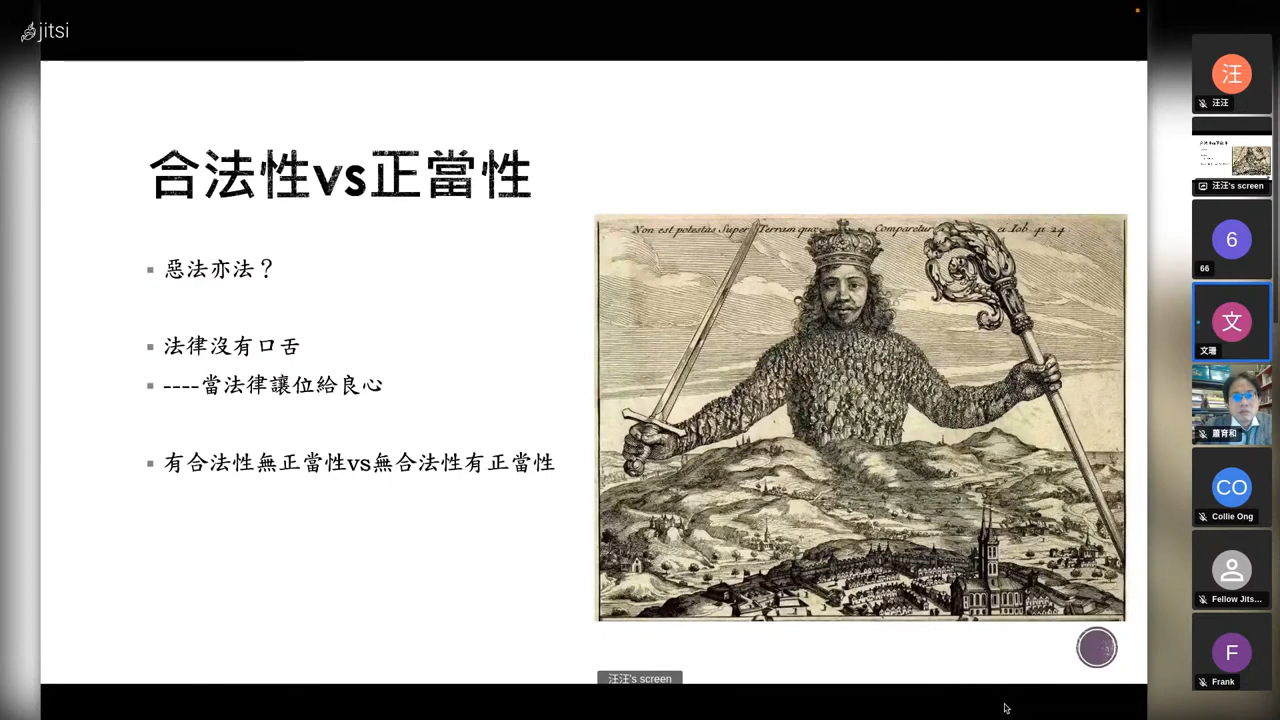 jitsi
合法性vs正當性
惡法亦法？
法律沒有口舌
----當法律讓位給良心
有合法性無正當性vs無合法性有正當性
Non est potestas Super Terram quae Comparetur ei Iob. 41. 24
汪汪's screen
汪
汪汪
汪汪's screen
6
66
文
文珊
蕭育和
CO
Collie Ong
Fellow Jits...
F
Frank